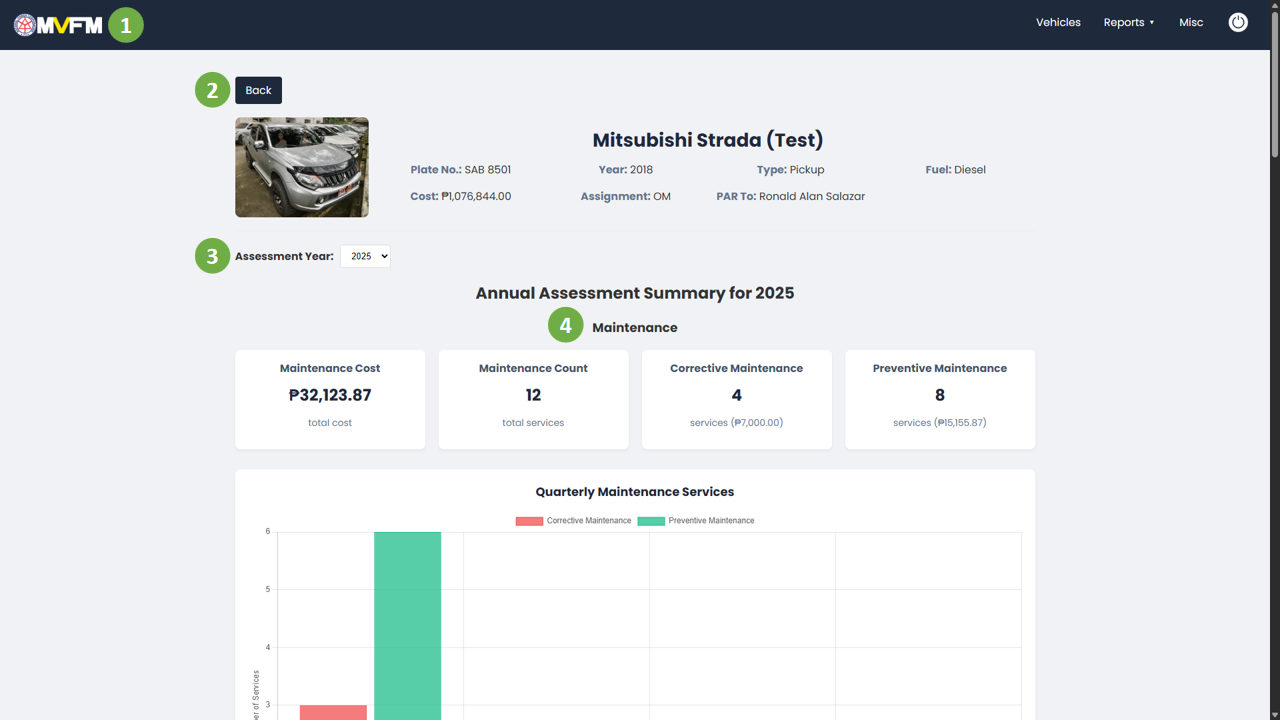 MVFM 1 Vehicles Reports ▾ Misc
2 Back
Mitsubishi Strada (Test)
Plate No.: SAB 8501 Year: 2018 Type: Pickup Fuel: Diesel
Cost: ₱1,076,844.00 Assignment: OM PAR To: Ronald Alan Salazar
3 Assessment Year: 2025
Annual Assessment Summary for 2025
4 Maintenance
Maintenance Cost Maintenance Count Corrective Maintenance Preventive Maintenance
₱32,123.87 12 4 8
total cost total services services (₱7,000.00) services (₱15,155.87)
Quarterly Maintenance Services
Corrective Maintenance Preventive Maintenance
6
5
4
3
of Services